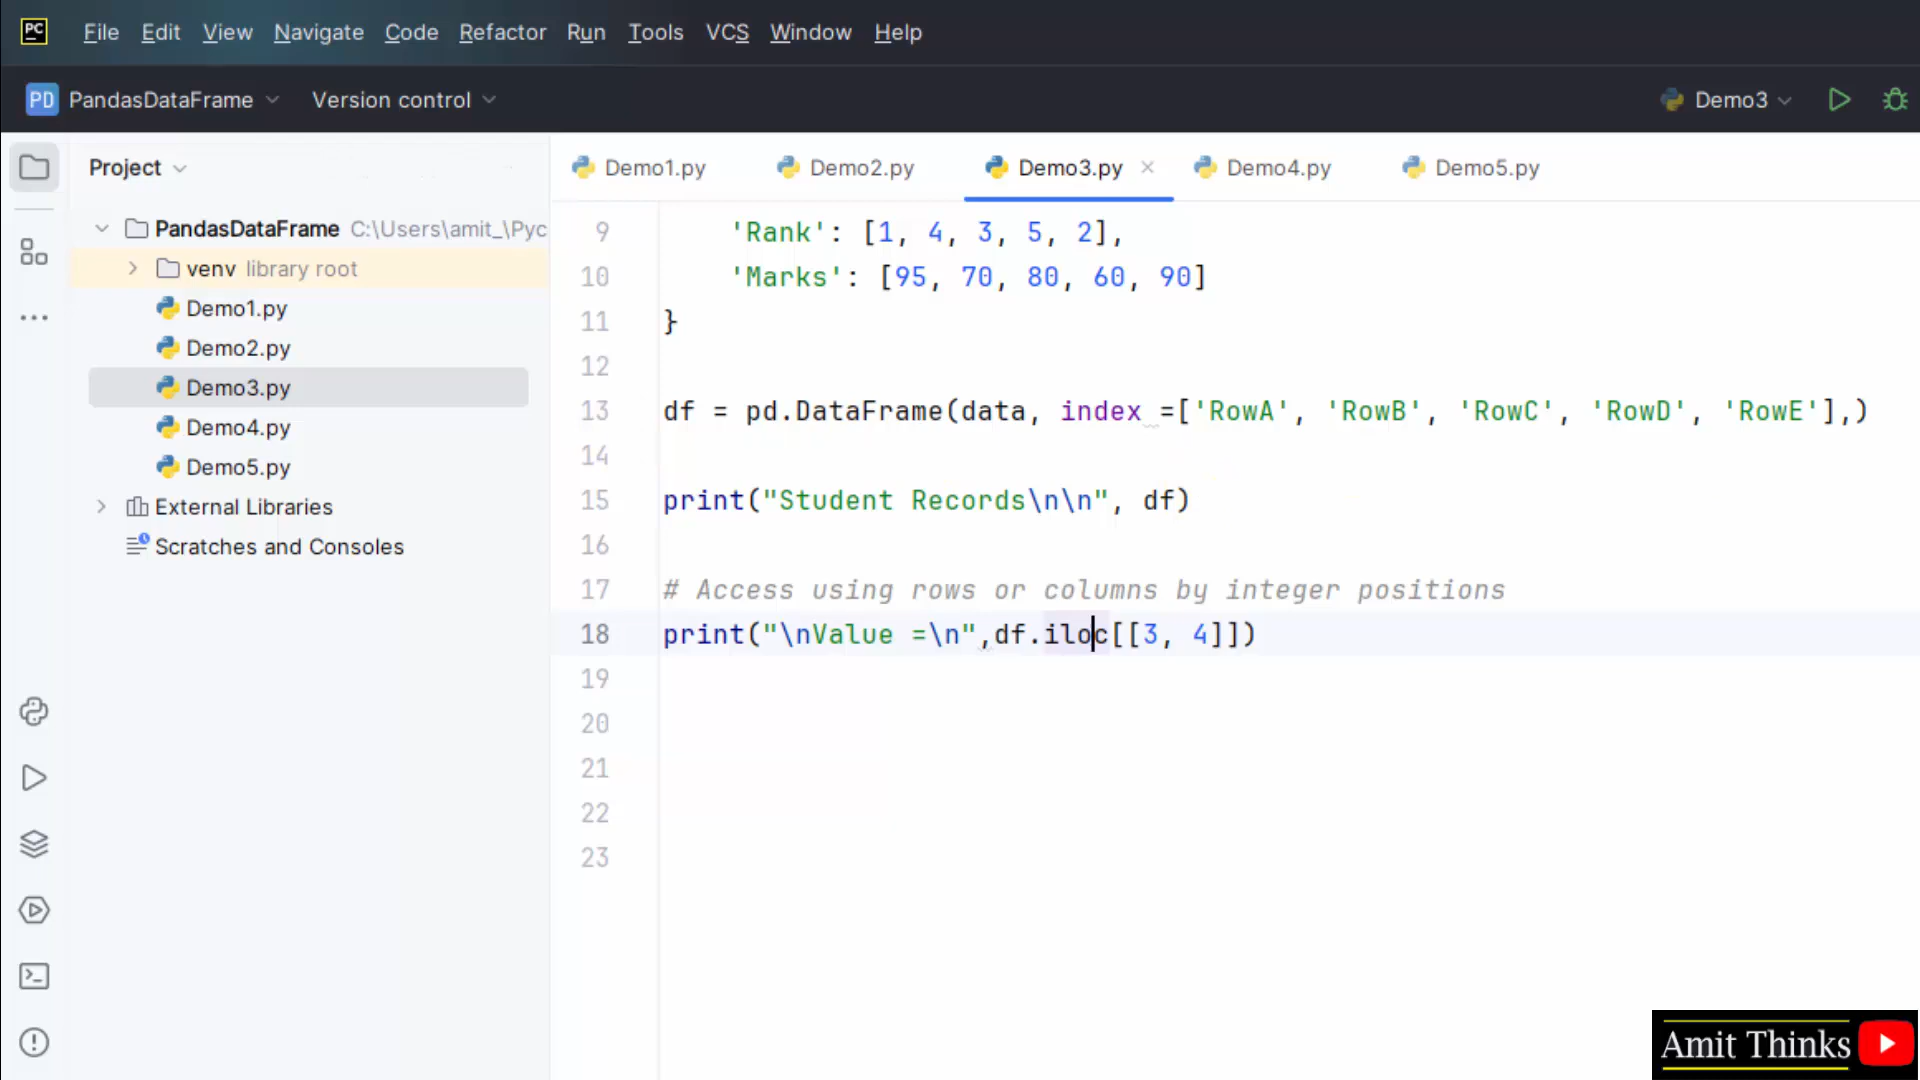 PC File Edit View Navigate Code Refactor Run Tools VCS Window Help
PD PandasDataFrame Version control Demo3
Project
PandasDataFrame C:\Users\amit_\Pyc
venv library root
Demo1.py
Demo2.py
Demo3.py
Demo4.py
Demo5.py
External Libraries
Scratches and Consoles
Demo1.py Demo2.py Demo3.py Demo4.py Demo5.py
9 'Rank': [1, 4, 3, 5, 2],
10 'Marks': [95, 70, 80, 60, 90]
11 }
12
13 df = pd.DataFrame(data, index =['RowA', 'RowB', 'RowC', 'RowD', 'RowE'],)
14
15 print("Student Records\n\n", df)
16
17 # Access using rows or columns by integer positions
18 print("\nValue =\n",df.iloc[[3, 4]])
19
20
21
22
23
Amit Thinks